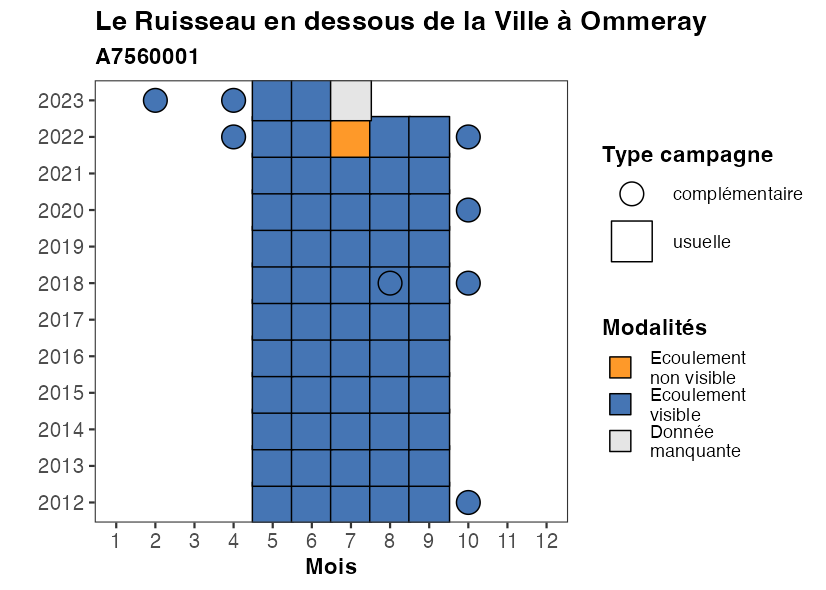 Le Ruisseau en dessous de la Ville à Ommeray
A7560001
2023
2022
2021
2020
2019
2018
2017
2016
2015
2014
2013
2012
1 2 3 4 5 6 7 8 9 10 11 12
Mois
Type campagne
complémentaire
usuelle
Modalités
Ecoulement
non visible
Ecoulement
visible
Donnée
manquante